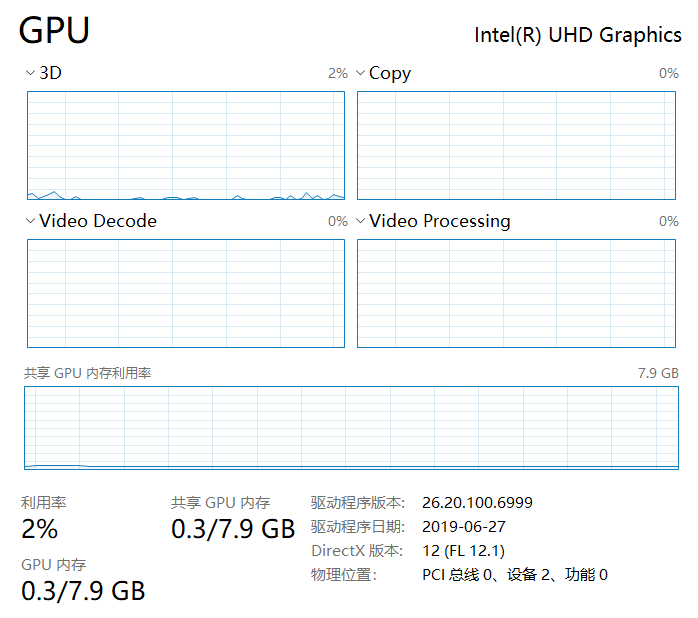 GPU
Intel(R) UHD Graphics
3D 2%
Copy 0%
Video Decode 0%
Video Processing 0%
共享 GPU 内存利用率 7.9 GB
利用率
2%
共享 GPU 内存
0.3/7.9 GB
GPU 内存
0.3/7.9 GB
驱动程序版本: 26.20.100.6999
驱动程序日期: 2019-06-27
DirectX 版本: 12 (FL 12.1)
物理位置: PCI 总线 0、设备 2、功能 0